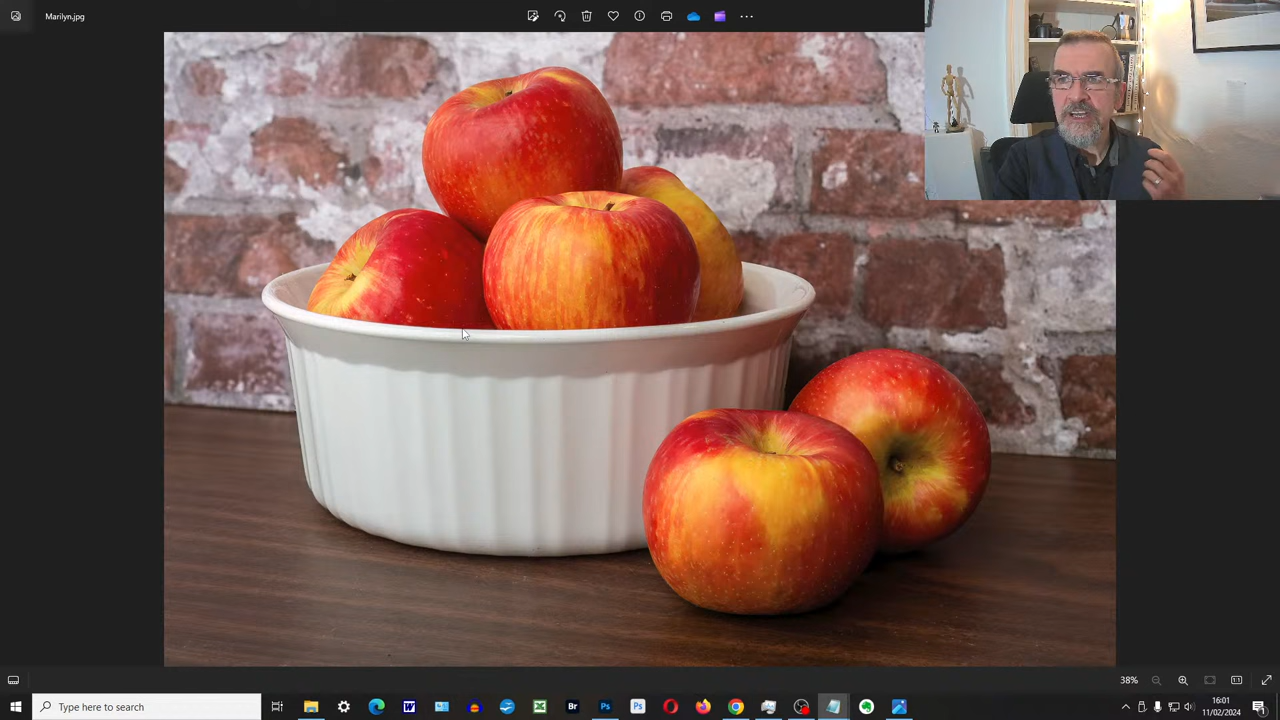 Marilyn.jpg
38%
Type here to search
16:01
11/02/2024